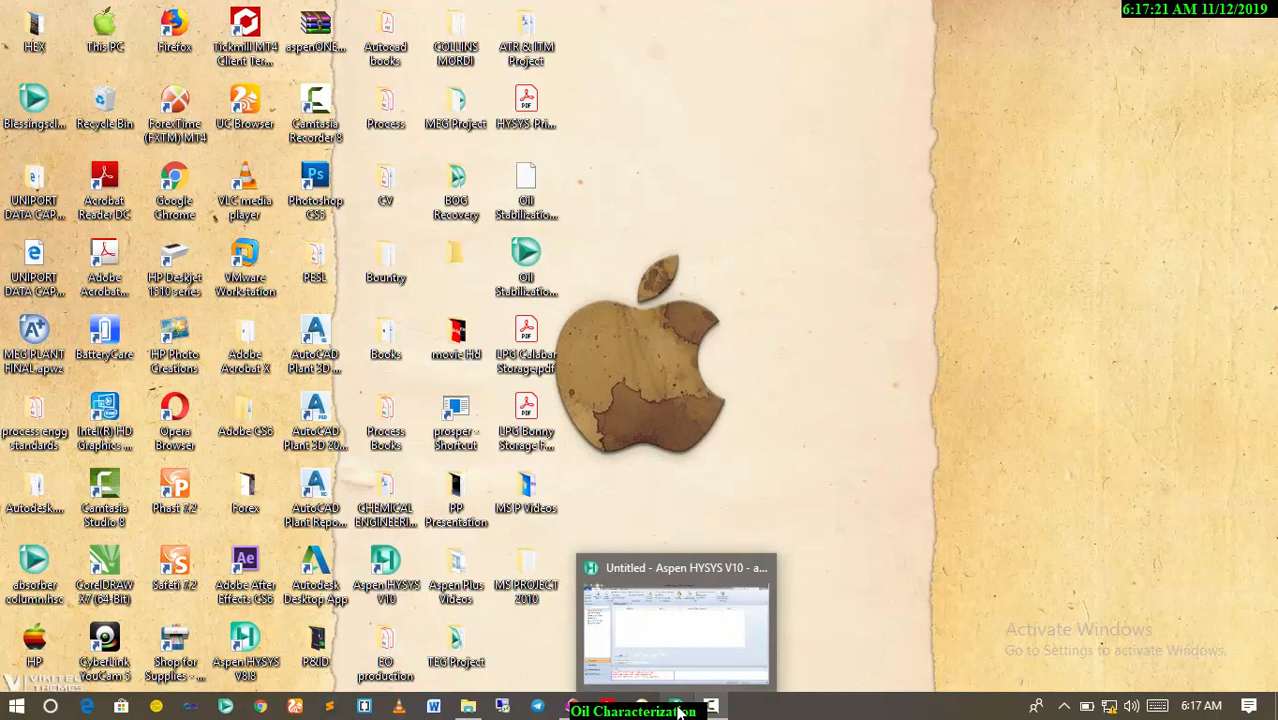 6:17:21 AM 11/12/2019
HEX
This PC
Firefox
Tickmill MT4
Client Ter...
aspenONE...
Autocad
books
COLLINS
MORDI
ATR & ITM
Project
Blessingscl...
Recycle Bin
ForexTime
(FXTM) MT4
UC Browser
Camtasia
Recorder 8
Process
MEG Project
HYSYS-Pri...
UNIPORT
DATA CAP...
Acrobat
Reader DC
Google
Chrome
VLC media
player
Photoshop
CS5
CV
BOG
Recovery
Oil
Stabilizatio...
UNIPORT
DATA CAP...
Adobe
Acrobat...
HP Deskjet
1510 series
VMware
Workstation
PESL
Bountry
Oil
Stabilizatio...
MEG PLANT
FINAL.apwz
BatteryCare
HP Photo
Creations
Adobe
Acrobat X
AutoCAD
Plant 3D ...
Books
movie Hd
LPG Calabar
Storage.pdf
process engg
standards
Intel(R) HD
Graphics ...
Opera
Browser
Adobe CS6
AutoCAD
Plant 3D 20...
Process
Books
prosper -
Shortcut
LPG Bonny
Storage F...
Autodesk....
Camtasia
Studio 8
Phast 7.2
Forex
AutoCAD
Plant Repo...
CHEMICAL
ENGINEERI...
PP
Presentation
MS P Videos
absorber
column.hsc
CorelDRAW
X7 (64-Bit)
Safeti 7.2
Adobe After
Effects CS6
Autodesk
Desktop App
Aspen HYSYS
V10
Aspen Plus
Videos
MS PROJECT
2010
Untitled - Aspen HYSYS V10 - a...
HP
CyberLink
YouCam 5
Shop for
Supplies - ...
Aspen HYSYS
V8.8
P&ID
EO
production
TEG Project
Activate Windows
Go to Settings to activate Windows.
THEMES
6:17 AM
Oil Characterization